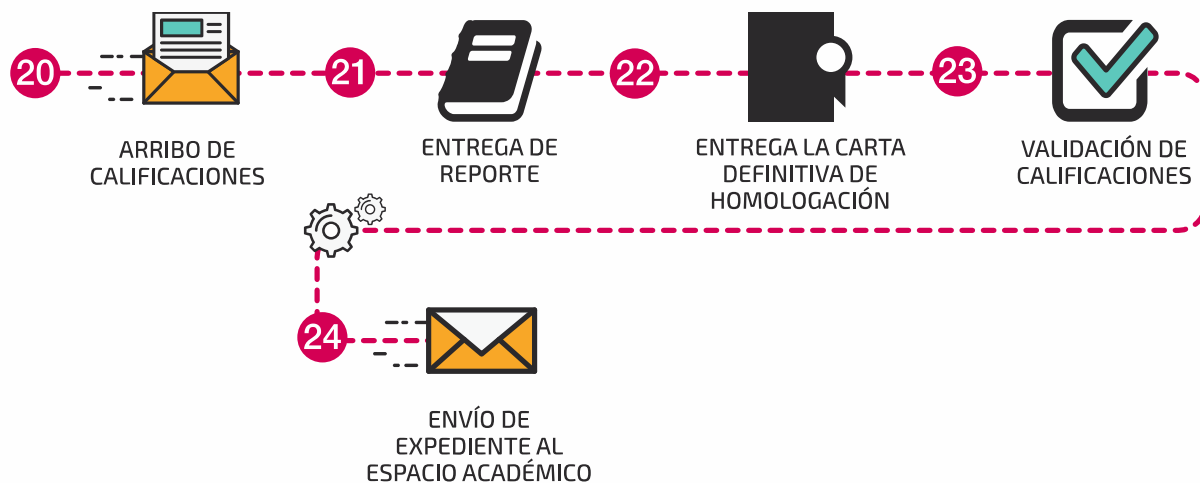 20
ARRIBO DE
CALIFICACIONES
21
ENTREGA DE
REPORTE
22
ENTREGA LA CARTA
DEFINITIVA DE
HOMOLOGACIÓN
23
VALIDACIÓN DE
CALIFICACIONES
24
ENVÍO DE
EXPEDIENTE AL
ESPACIO ACADÉMICO